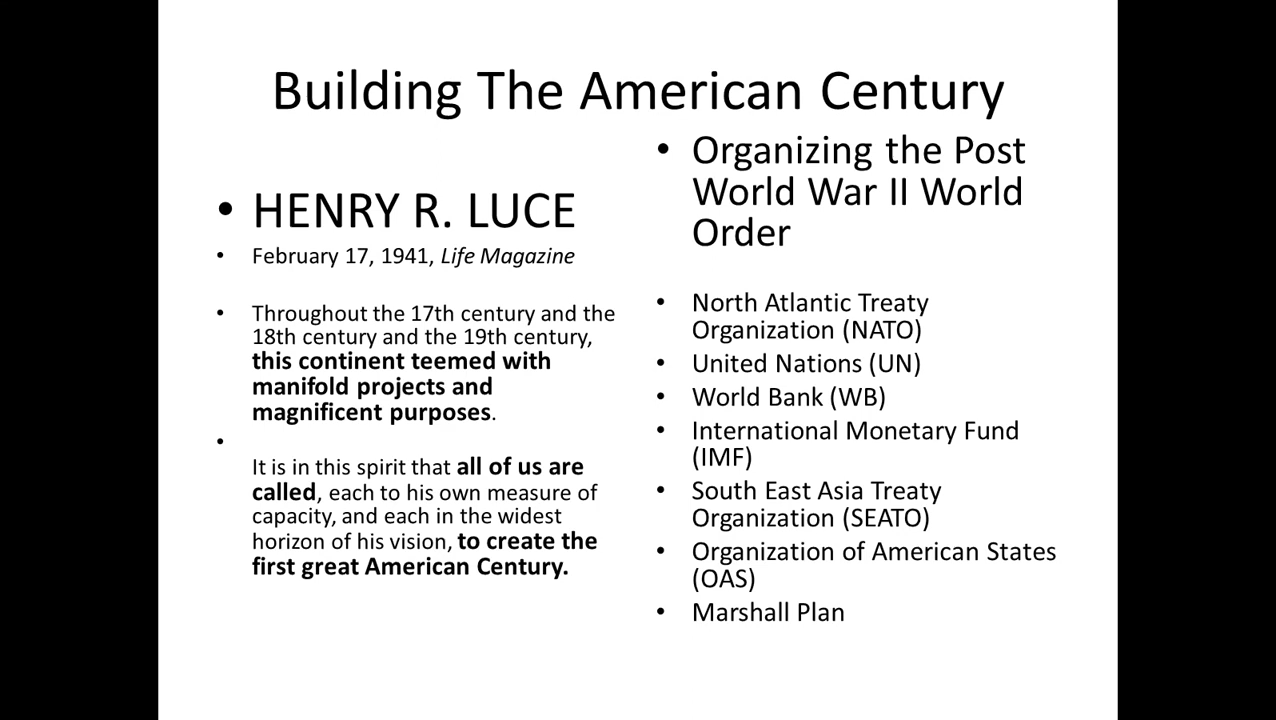 Building The American Century
• HENRY R. LUCE
• February 17, 1941, Life Magazine
• Throughout the 17th century and the
18th century and the 19th century,
this continent teemed with
manifold projects and
magnificent purposes.
•
It is in this spirit that all of us are
called, each to his own measure of
capacity, and each in the widest
horizon of his vision, to create the
first great American Century.
• Organizing the Post
World War II World
Order
• North Atlantic Treaty
Organization (NATO)
• United Nations (UN)
• World Bank (WB)
• International Monetary Fund
(IMF)
• South East Asia Treaty
Organization (SEATO)
• Organization of American States
(OAS)
• Marshall Plan